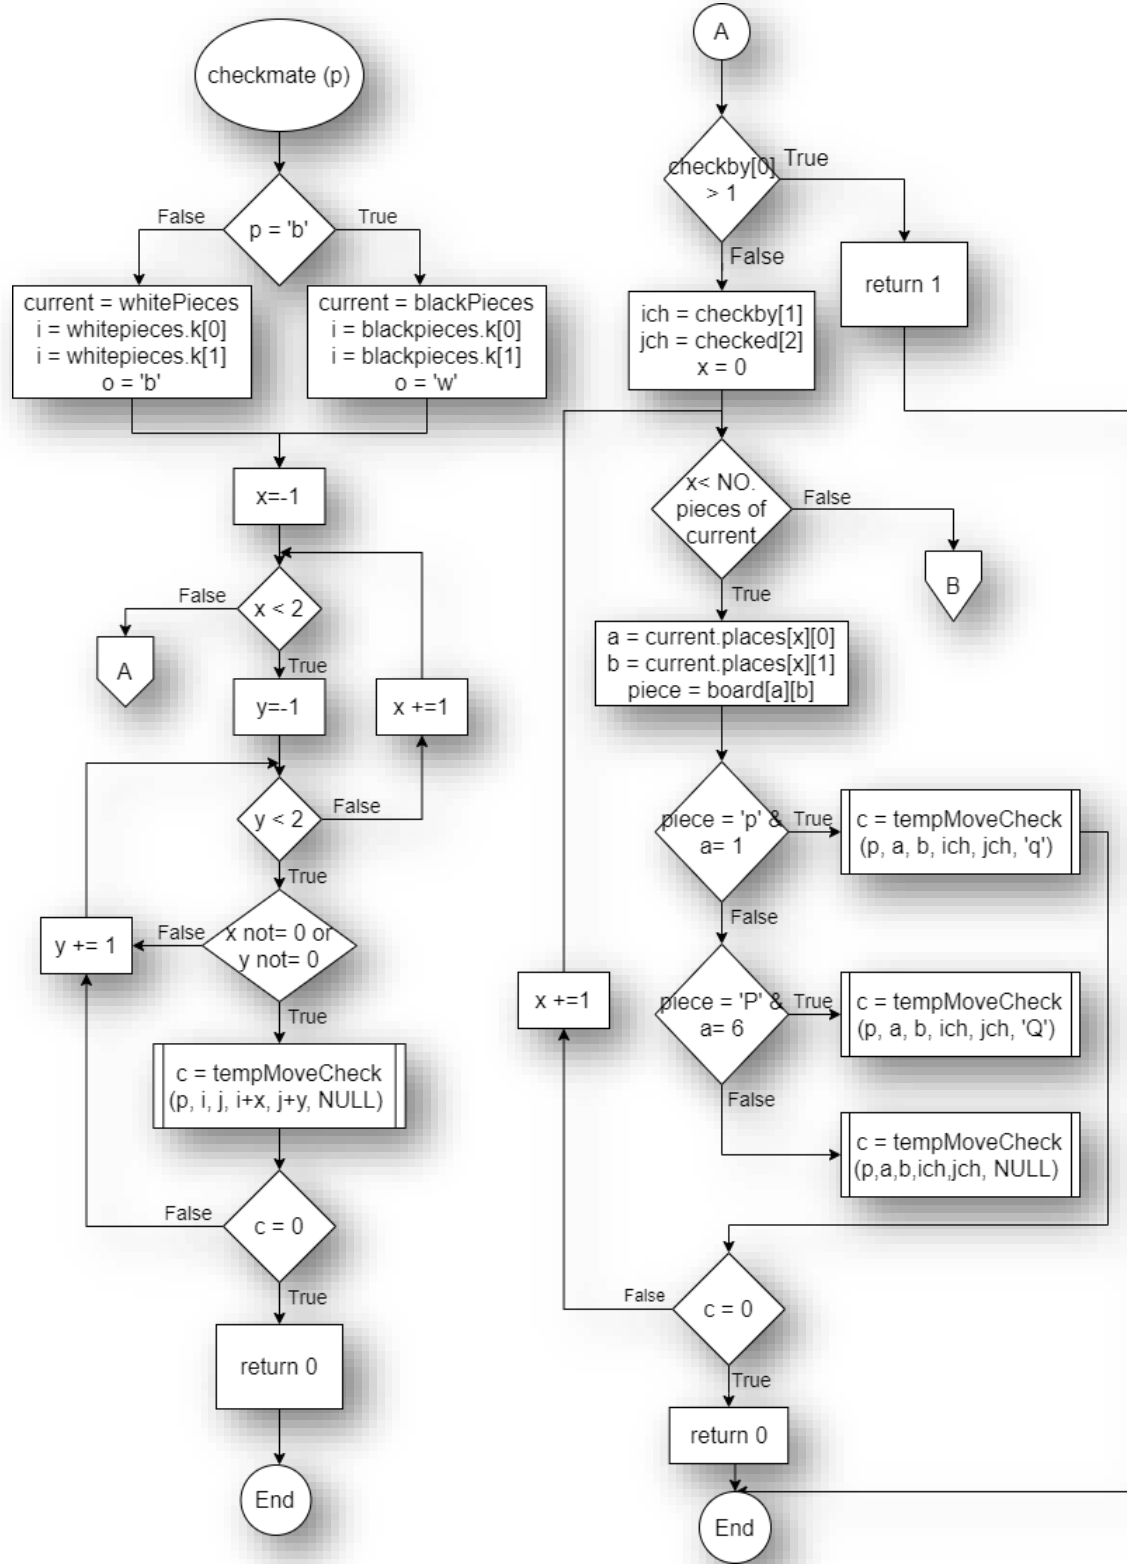 checkmate (p)
False
True
p = 'b'
current = whitePieces
i = whitepieces.k[0]
i = whitepieces.k[1]
o = 'b'
current = blackPieces
i = blackpieces.k[0]
i = blackpieces.k[1]
o = 'w'
x=-1
False
x < 2
A
True
y=-1
x +=1
y < 2
False
True
y += 1
False
x not= 0 or
y not= 0
True
c = tempMoveCheck
(p, i, j, i+x, j+y, NULL)
False
c = 0
True
return 0
End
A
checkby[0]
> 1
True
False
return 1
ich = checkby[1]
jch = checked[2]
x = 0
x< NO.
pieces of
current
False
B
True
a = current.places[x][0]
b = current.places[x][1]
piece = board[a][b]
piece = 'p' &
a= 1
True
c = tempMoveCheck
(p, a, b, ich, jch, 'q')
False
x +=1
piece = 'P' &
a= 6
True
c = tempMoveCheck
(p, a, b, ich, jch, 'Q')
False
c = tempMoveCheck
(p,a,b,ich,jch, NULL)
False
c = 0
True
return 0
End